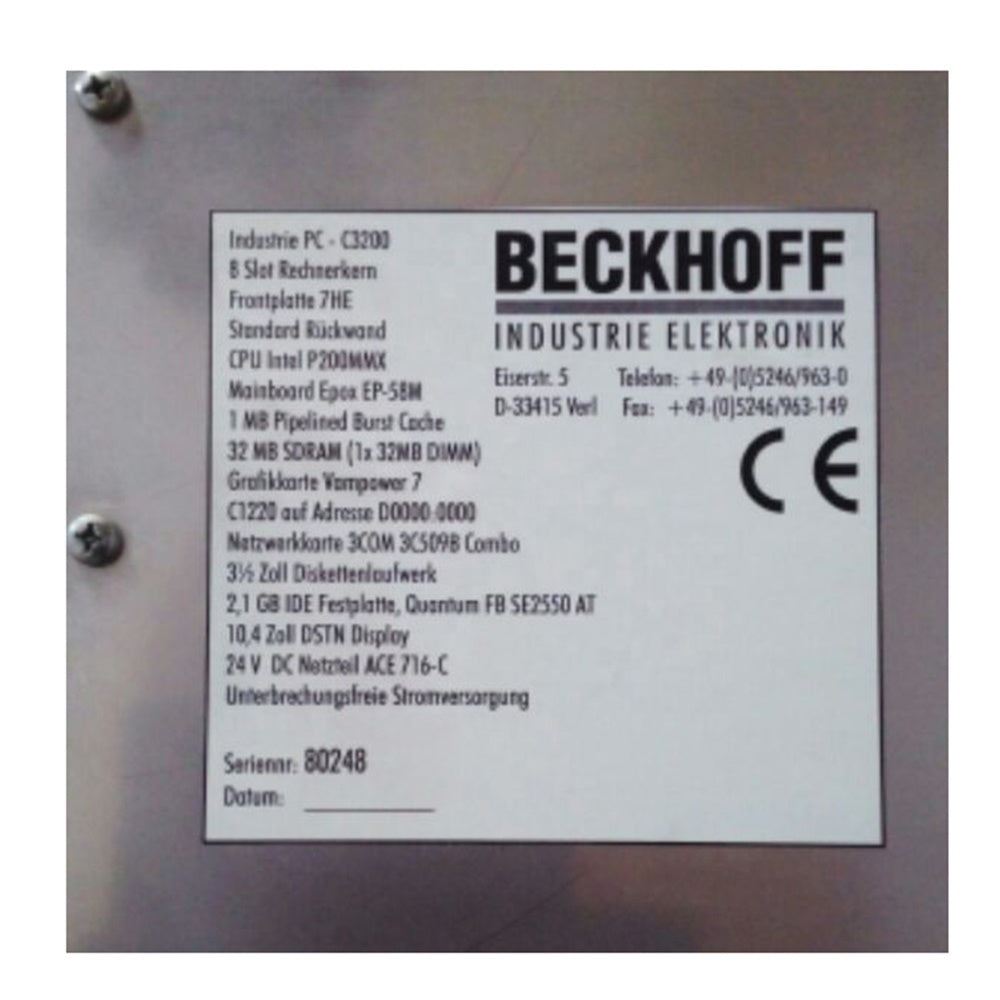 Industrie PC - C3200
8 Slot Rechnerkern
Frontplatte 7HE
Standard Rückwand
CPU Intel P200MMX
Mainboard Epox EP-58M
1 MB Pipelined Burst Cache
32 MB SDRAM (1x 32MB DIMM)
Grafikkarte Vampower 7
C1220 auf Adresse D0000:0000
Netzwerkkarte 3COM 3C509B Combo
3½ Zoll Diskettenlaufwerk
2,1 GB IDE Festplatte, Quantum FB SE2550 AT
10,4 Zoll DSTN Display
24 V DC Netzteil ACE 716-C
Unterbrechungsfreie Stromversorgung
Seriennr: 80248
Datum:
BECKHOFF
INDUSTRIE ELEKTRONIK
Eiserstr. 5 Telefon: +49-(0)5246/963-0
D-33415 Verl Fax: +49-(0)5246/963-149
CE